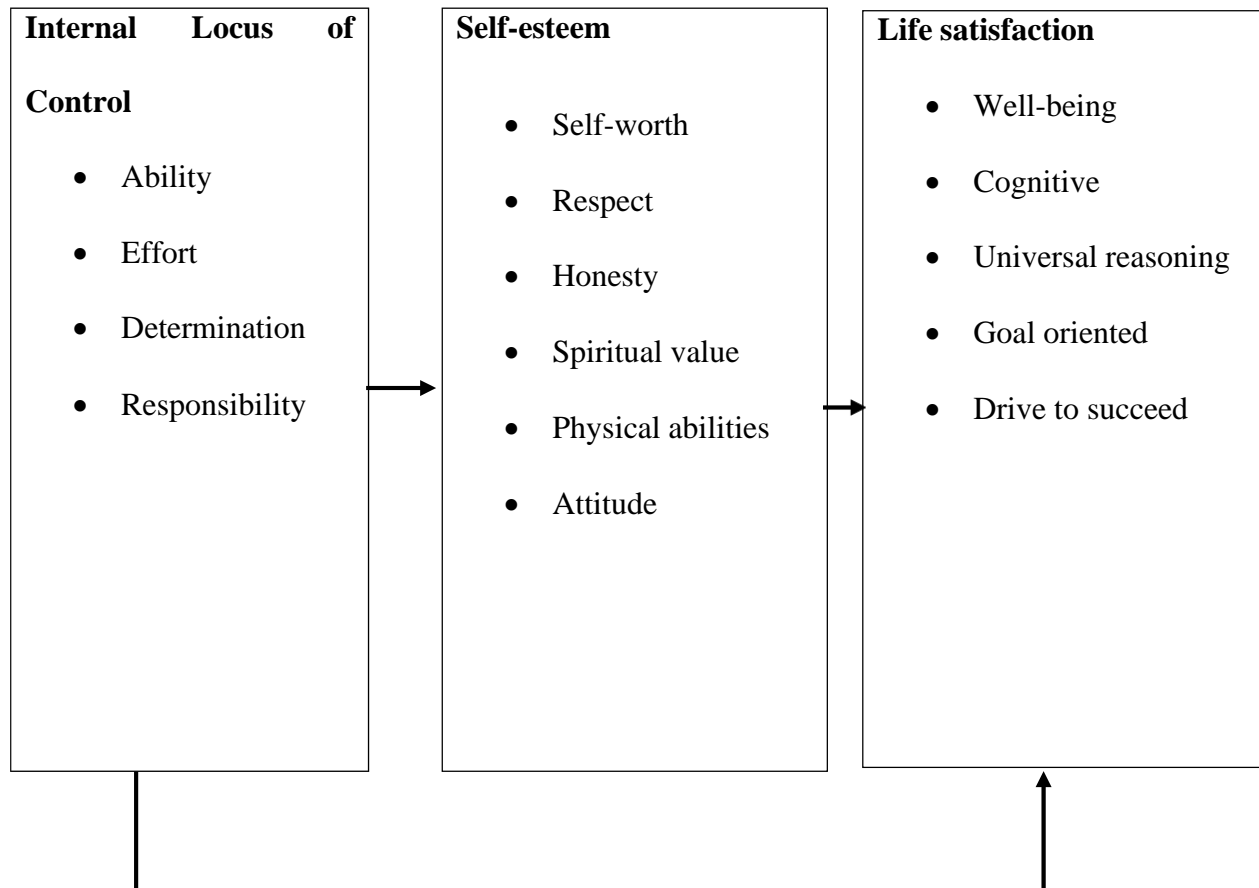 Internal Locus of
Control
• Ability
• Effort
• Determination
• Responsibility
Self-esteem
• Self-worth
• Respect
• Honesty
• Spiritual value
• Physical abilities
• Attitude
Life satisfaction
• Well-being
• Cognitive
• Universal reasoning
• Goal oriented
• Drive to succeed